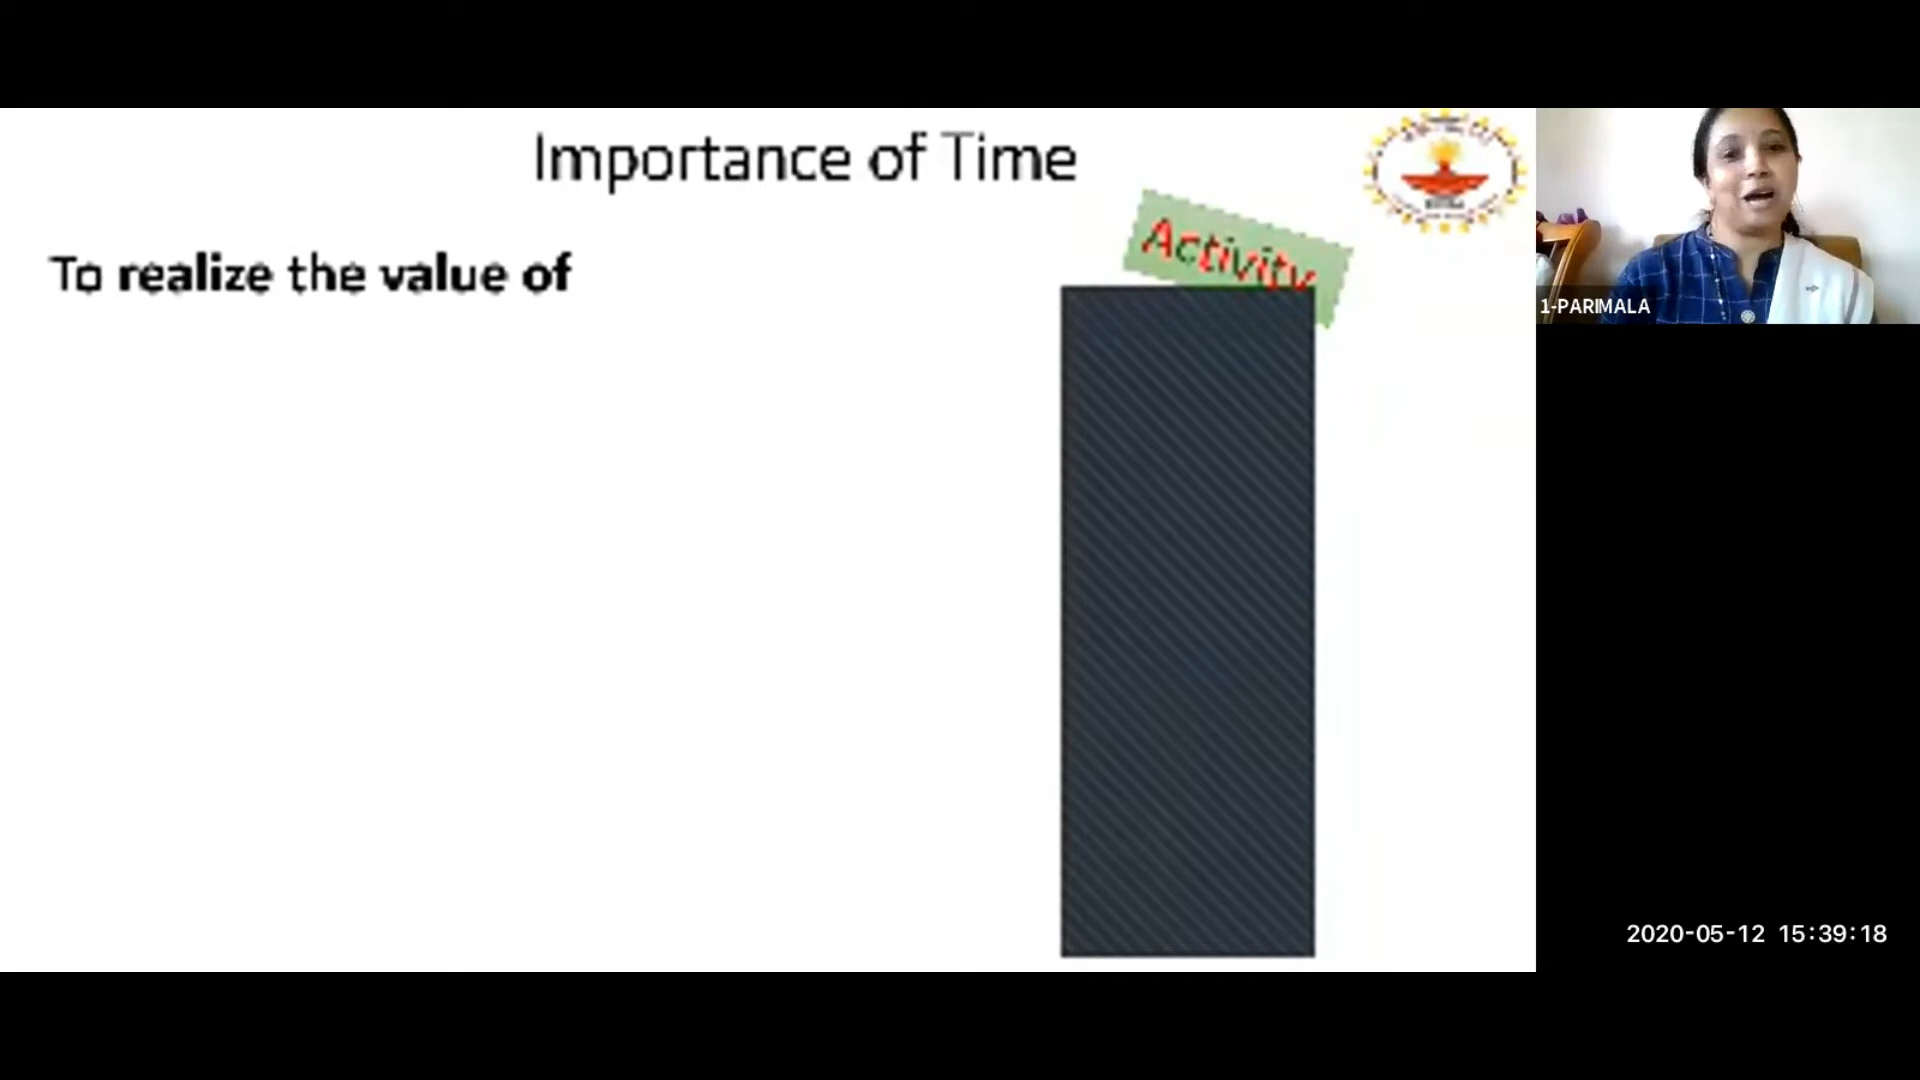 Importance of Time
Activity
To realize the value of
1-PARIMALA
2020-05-12 15:39:18